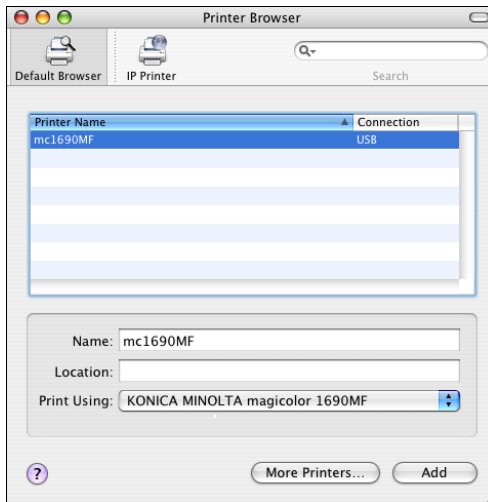 Printer Browser
Default Browser
IP Printer
Q
Search
Printer Name
Connection
mc1690MF
USB
Name: mc1690MF
Location:
Print Using: KONICA MINOLTA magicolor 1690MF
?
More Printers...
Add